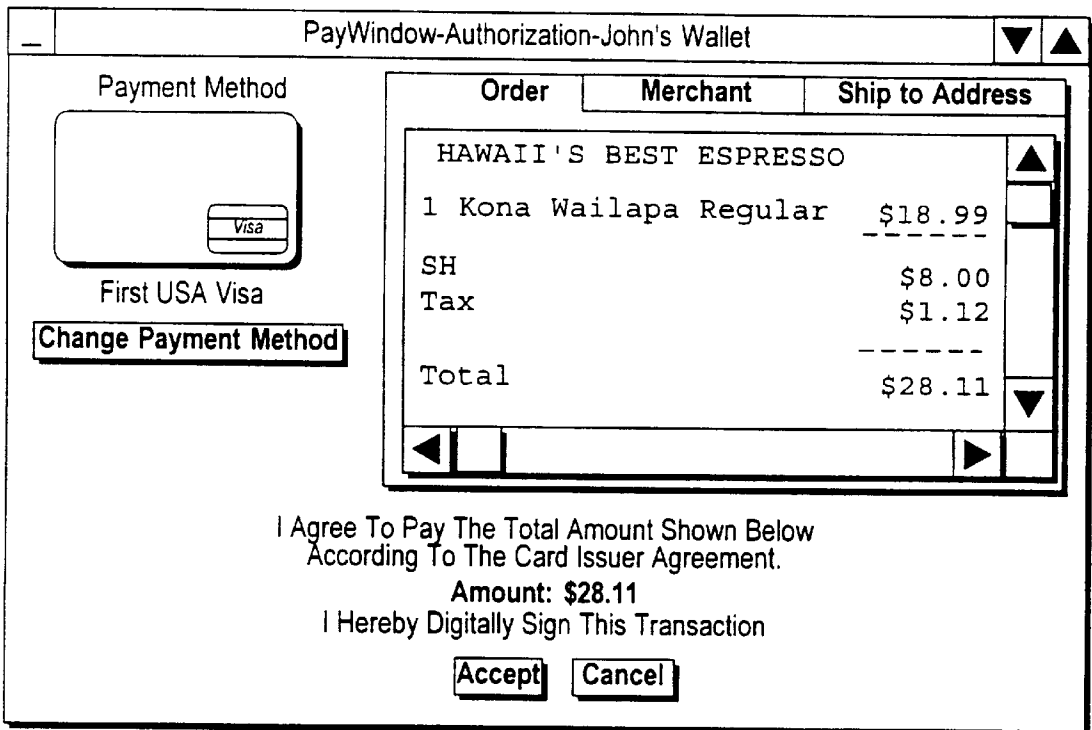 PayWindow-Authorization-John's Wallet
Payment Method
Visa
First USA Visa
Change Payment Method
Order Merchant Ship to Address
HAWAII'S BEST ESPRESSO
1 Kona Wailapa Regular $18.99
------
SH $8.00
Tax $1.12
------
Total $28.11
I Agree To Pay The Total Amount Shown Below
According To The Card Issuer Agreement.
Amount: $28.11
I Hereby Digitally Sign This Transaction
Accept Cancel